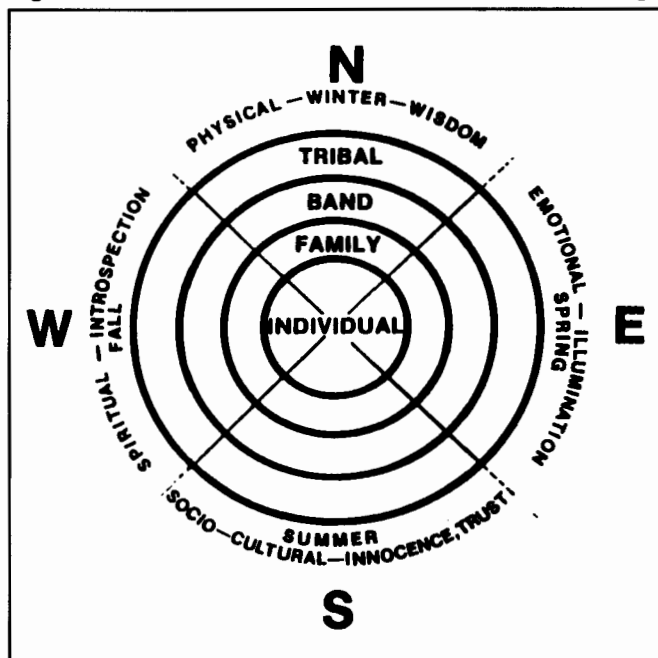 N
PHYSICAL — WINTER — WISDOM
TRIBAL
BAND
FAMILY
INDIVIDUAL
W
SPIRITUAL — INTROSPECTION
FALL
EMOTIONAL — ILLUMINATION
SPRING
E
SUMMER
SOCIO—CULTURAL—INNOCENCE, TRUST
S